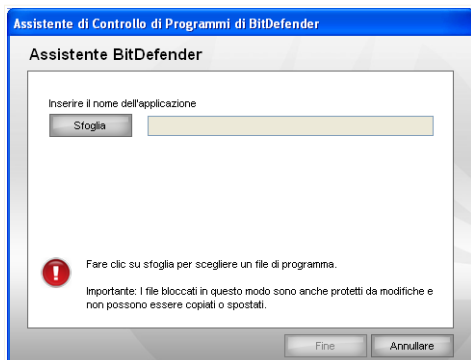 Assistente di Controllo di Programmi di BitDefender
Assistente BitDefender
Inserire il nome dell'applicazione
Sfoglia
Fare clic su sfoglia per scegliere un file di programma.
Importante: I file bloccati in questo modo sono anche protetti da modifiche e
non possono essere copiati o spostati.
Fine
Annullare